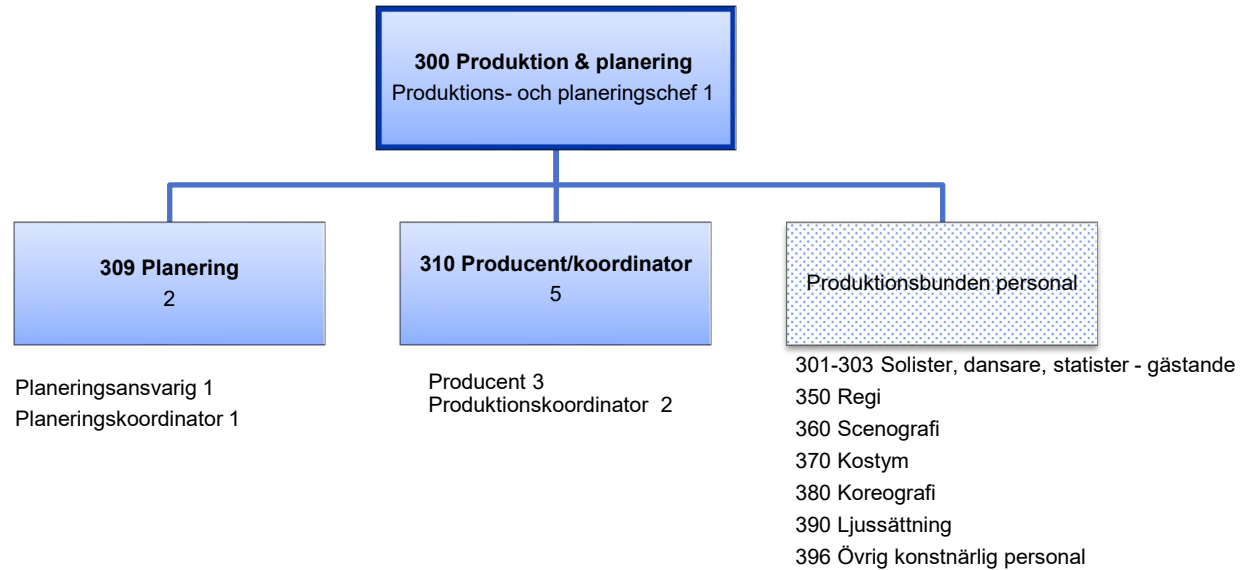 300 Produktion & planering
Produktions- och planeringschef 1
309 Planering
2
Planeringsansvarig 1
Planeringskoordinator 1
310 Producent/koordinator
5
Producent 3
Produktionskoordinator 2
Produktionsbunden personal
301-303 Solister, dansare, statister - gästande
350 Regi
360 Scenografi
370 Kostym
380 Koreografi
390 Ljussättning
396 Övrig konstnärlig personal